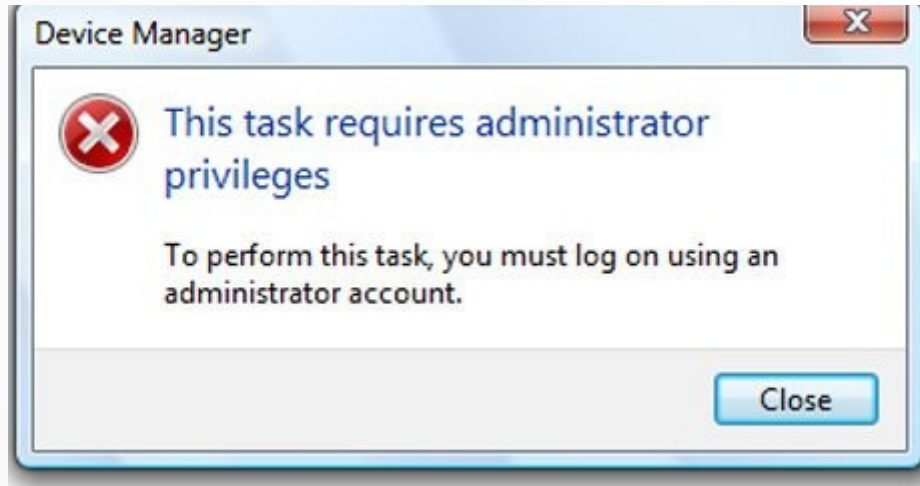 Device Manager
This task requires administrator
privileges
To perform this task, you must log on using an
administrator account.
Close